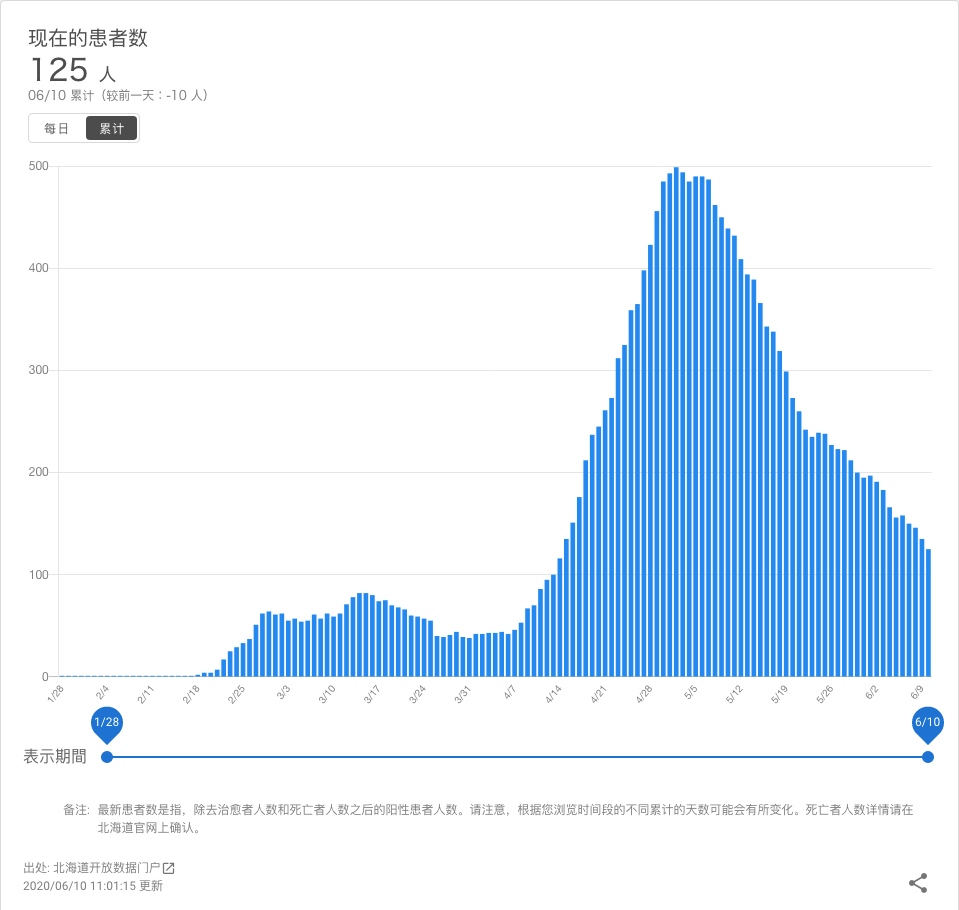 现在的患者数
125 人
06/10 累计（较前一天：-10 人）
每日 累计
500
400
300
200
100
0
1/28 2/4 2/11 2/18 2/25 3/3 3/10 3/17 3/24 3/31 4/7 4/14 4/21 4/28 5/5 5/12 5/19 5/26 6/2 6/9
1/28 6/10
表示期間
备注: 最新患者数是指，除去治愈者人数和死亡者人数之后的阳性患者人数。请注意，根据您浏览时间段的不同累计的天数可能会有所变化。死亡者人数详情请在
北海道官网上确认。
出处: 北海道开放数据门户
2020/06/10 11:01:15 更新